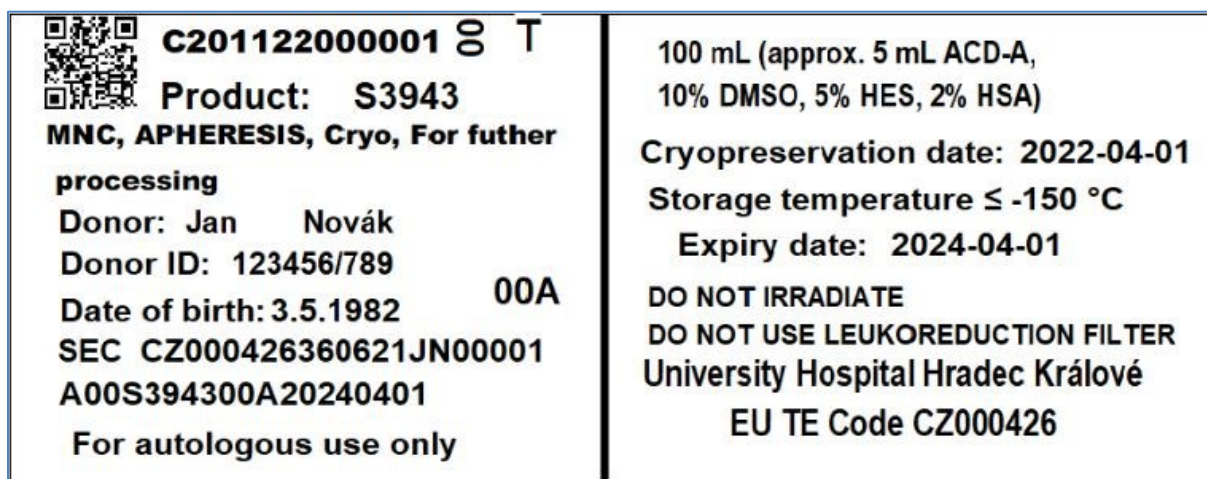 C201122000001 00 T
Product: S3943
MNC, APHERESIS, Cryo, For futher
processing
Donor: Jan Novák
Donor ID: 123456/789
00A
Date of birth: 3.5.1982
SEC CZ000426360621JN00001
A00S394300A20240401
For autologous use only
100 mL (approx. 5 mL ACD-A,
10% DMSO, 5% HES, 2% HSA)
Cryopreservation date: 2022-04-01
Storage temperature ≤ -150 °C
Expiry date: 2024-04-01
DO NOT IRRADIATE
DO NOT USE LEUKOREDUCTION FILTER
University Hospital Hradec Králové
EU TE Code CZ000426